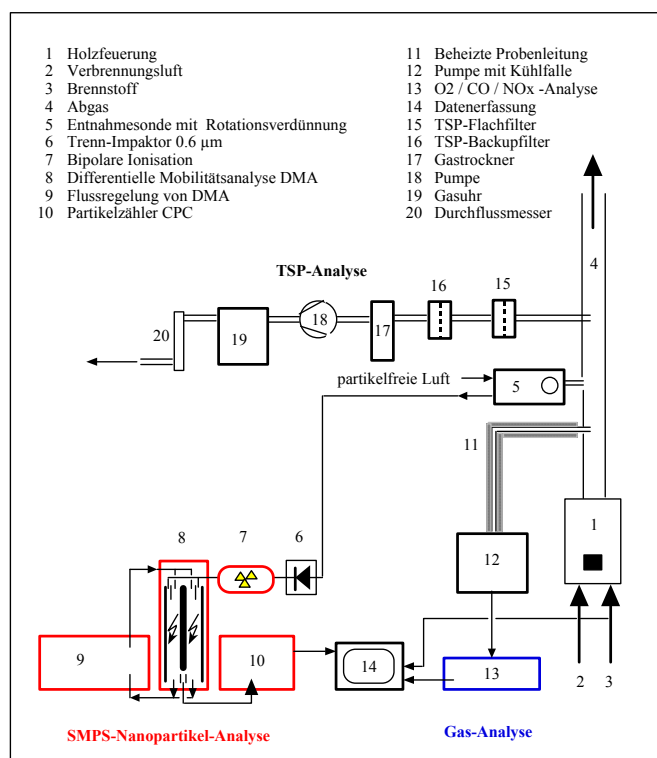 1 Holzfeuerung
2 Verbrennungsluft
3 Brennstoff
4 Abgas
5 Entnahmesonde mit Rotationsverdünnung
6 Trenn-Impaktor 0.6 µm
7 Bipolare Ionisation
8 Differentielle Mobilitätsanalyse DMA
9 Flussregelung von DMA
10 Partikelzähler CPC
11 Beheizte Probenleitung
12 Pumpe mit Kühlfalle
13 O2 / CO / NOx -Analyse
14 Datenerfassung
15 TSP-Flachfilter
16 TSP-Backupfilter
17 Gastrockner
18 Pumpe
19 Gasuhr
20 Durchflussmesser
TSP-Analyse
4
16
15
20
19
18
17
partikelfreie Luft
5
11
1
8
7
6
12
9
10
14
13
2
3
SMPS-Nanopartikel-Analyse
Gas-Analyse